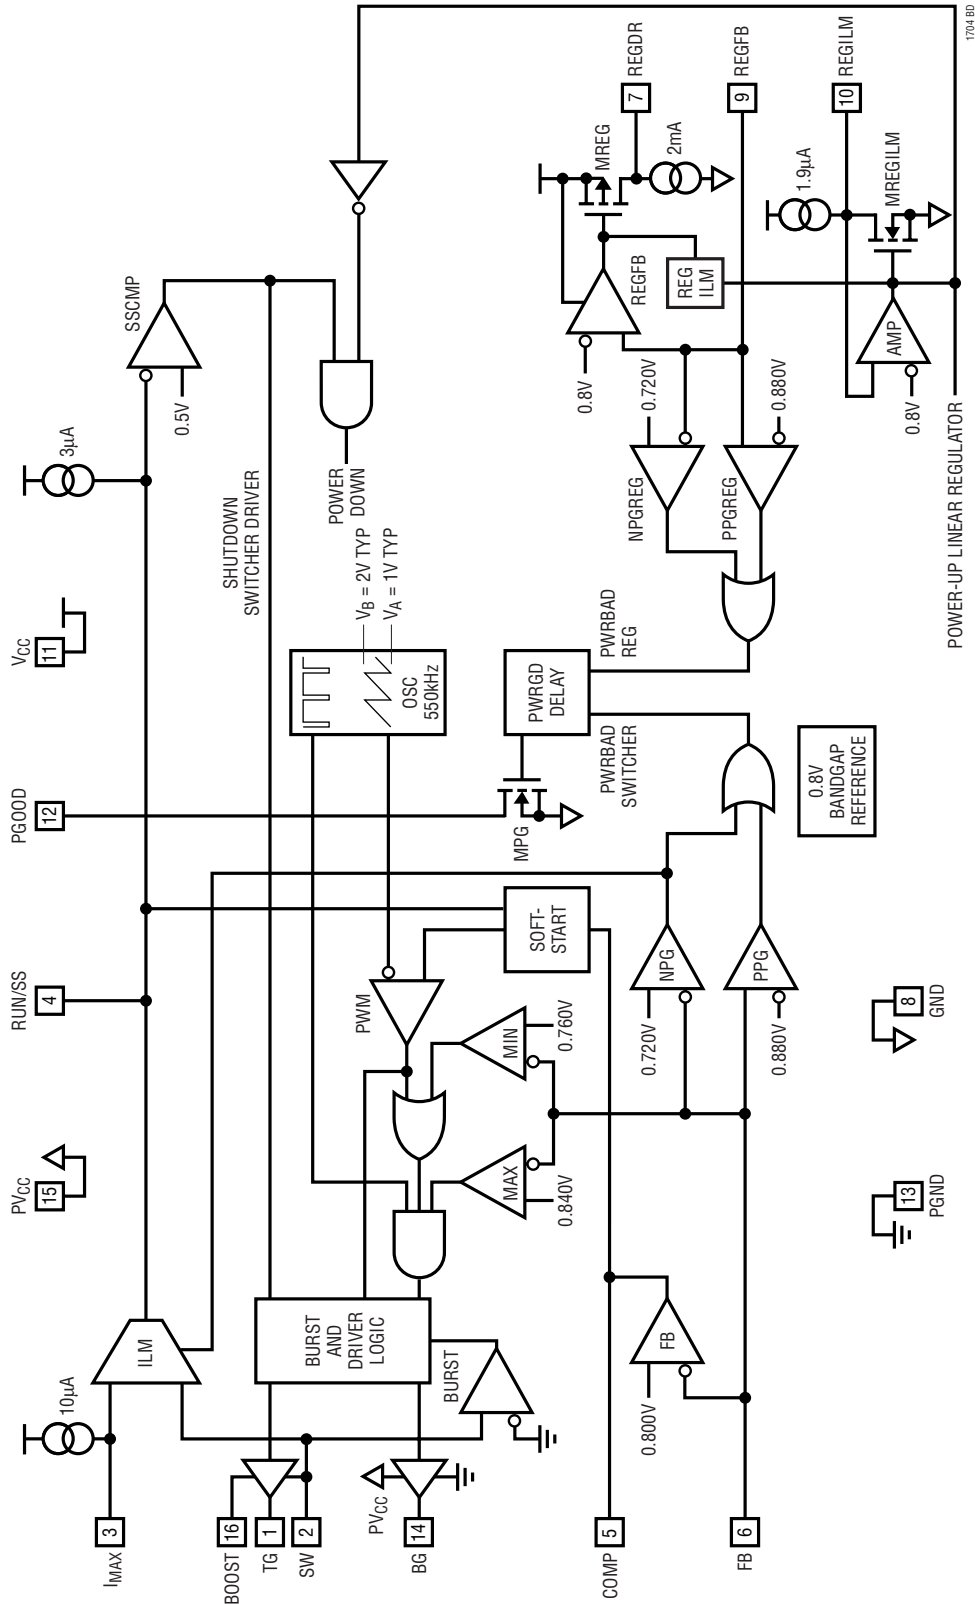 IMAX
3
10µA
ILM
PVCC
15
RUN/SS
4
PGOOD
12
VCC
11
3µA
SSCMP
0.5V
BOOST
16
TG
1
SW
2
PVCC
BG
14
BURST
AND
DRIVER
LOGIC
BURST
SHUTDOWN
SWITCHER DRIVER
POWER
DOWN
VB = 2V TYP
VA = 1V TYP
OSC
550kHz
PWM
MIN
0.760V
MAX
0.840V
SOFT-
START
MPG
PWRGD
DELAY
PWRBAD
SWITCHER
PWRBAD
REG
COMP
5
FB
0.800V
FB
6
NPG
0.720V
PPG
0.880V
0.8V
BANDGAP
REFERENCE
PGND
13
GND
8
NPGREG
0.720V
PPGREG
0.880V
0.8V
REGFB
REG
ILM
MREG
2mA
7
REGDR
9
REGFB
10
REGILM
1.9µA
MREGILM
AMP
0.8V
POWER-UP LINEAR REGULATOR
1704 BD